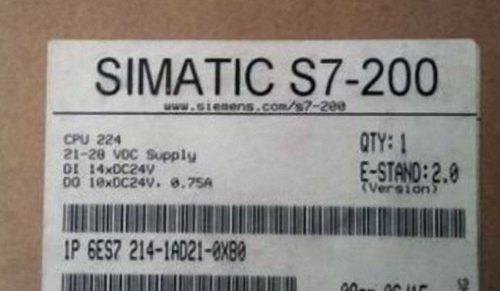 SIMATIC S7-200
www.siemens.com/s7-200
CPU 224
21-28 VDC Supply
DI 14xDC24V
DQ 10xDC24V, 0.75A
QTY: 1
E-STAND: 2.0
(Version)
1P 6ES7 214-1AD21-0XB0